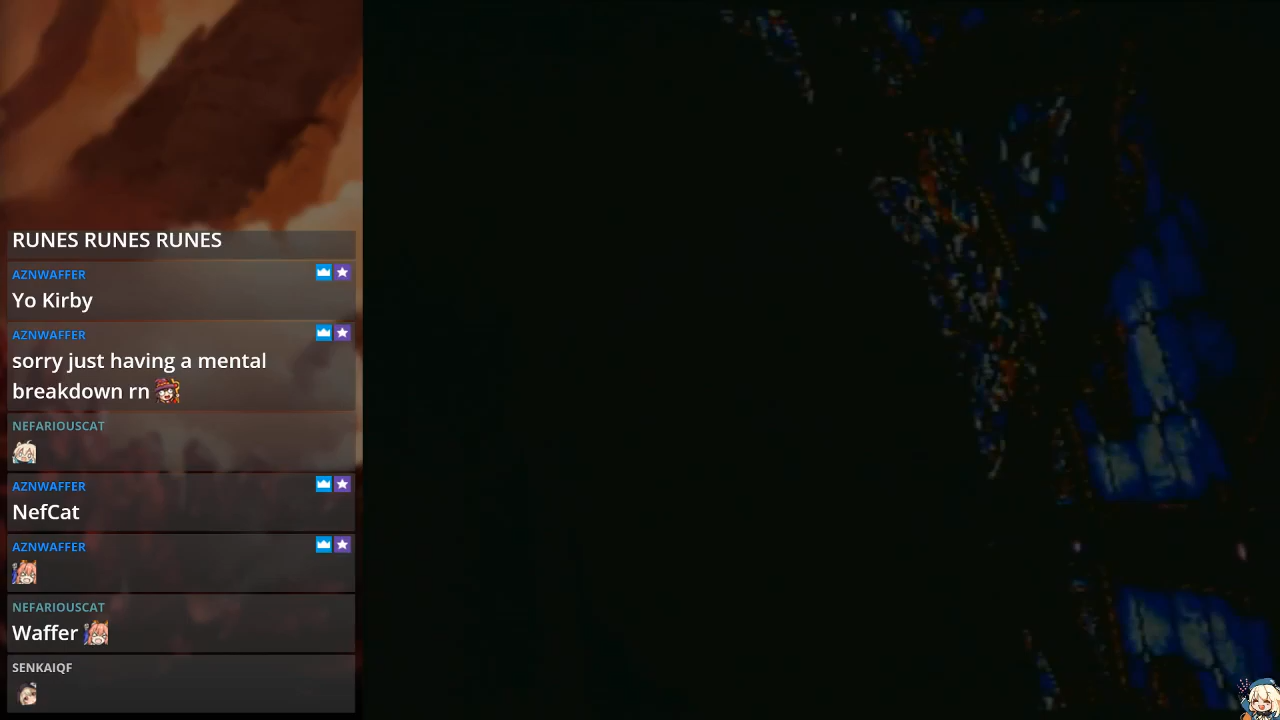 RUNES RUNES RUNES
AZNWAFFER
Yo Kirby
AZNWAFFER
sorry just having a mental
breakdown rn
NEFARIOUSCAT
AZNWAFFER
NefCat
AZNWAFFER
NEFARIOUSCAT
Waffer
SENKAIQF